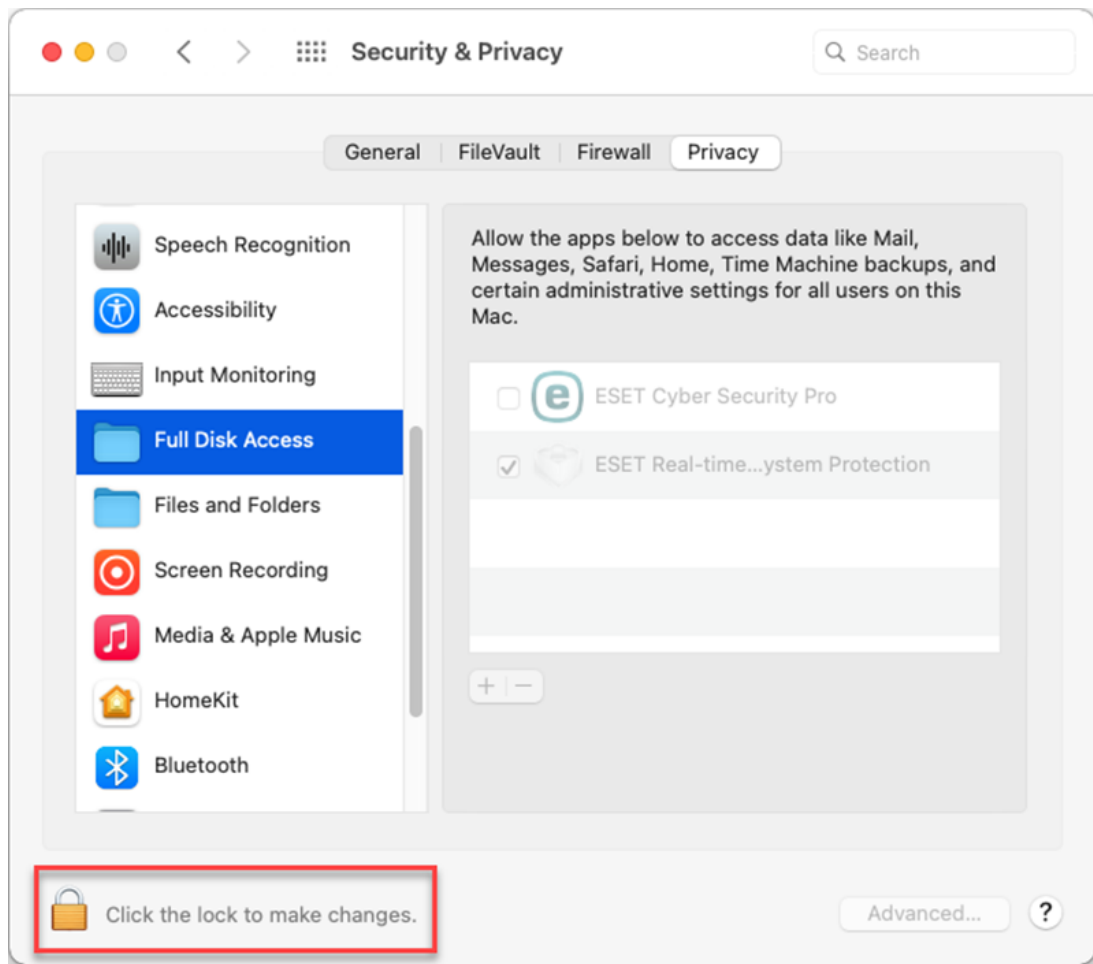 Security & Privacy
Search
General
FileVault
Firewall
Privacy
Speech Recognition
Accessibility
Input Monitoring
Full Disk Access
Files and Folders
Screen Recording
Media & Apple Music
HomeKit
Bluetooth
Allow the apps below to access data like Mail,
Messages, Safari, Home, Time Machine backups, and
certain administrative settings for all users on this
Mac.
e
ESET Cyber Security Pro
ESET Real-time...ystem Protection
+ −
Click the lock to make changes.
Advanced...
?